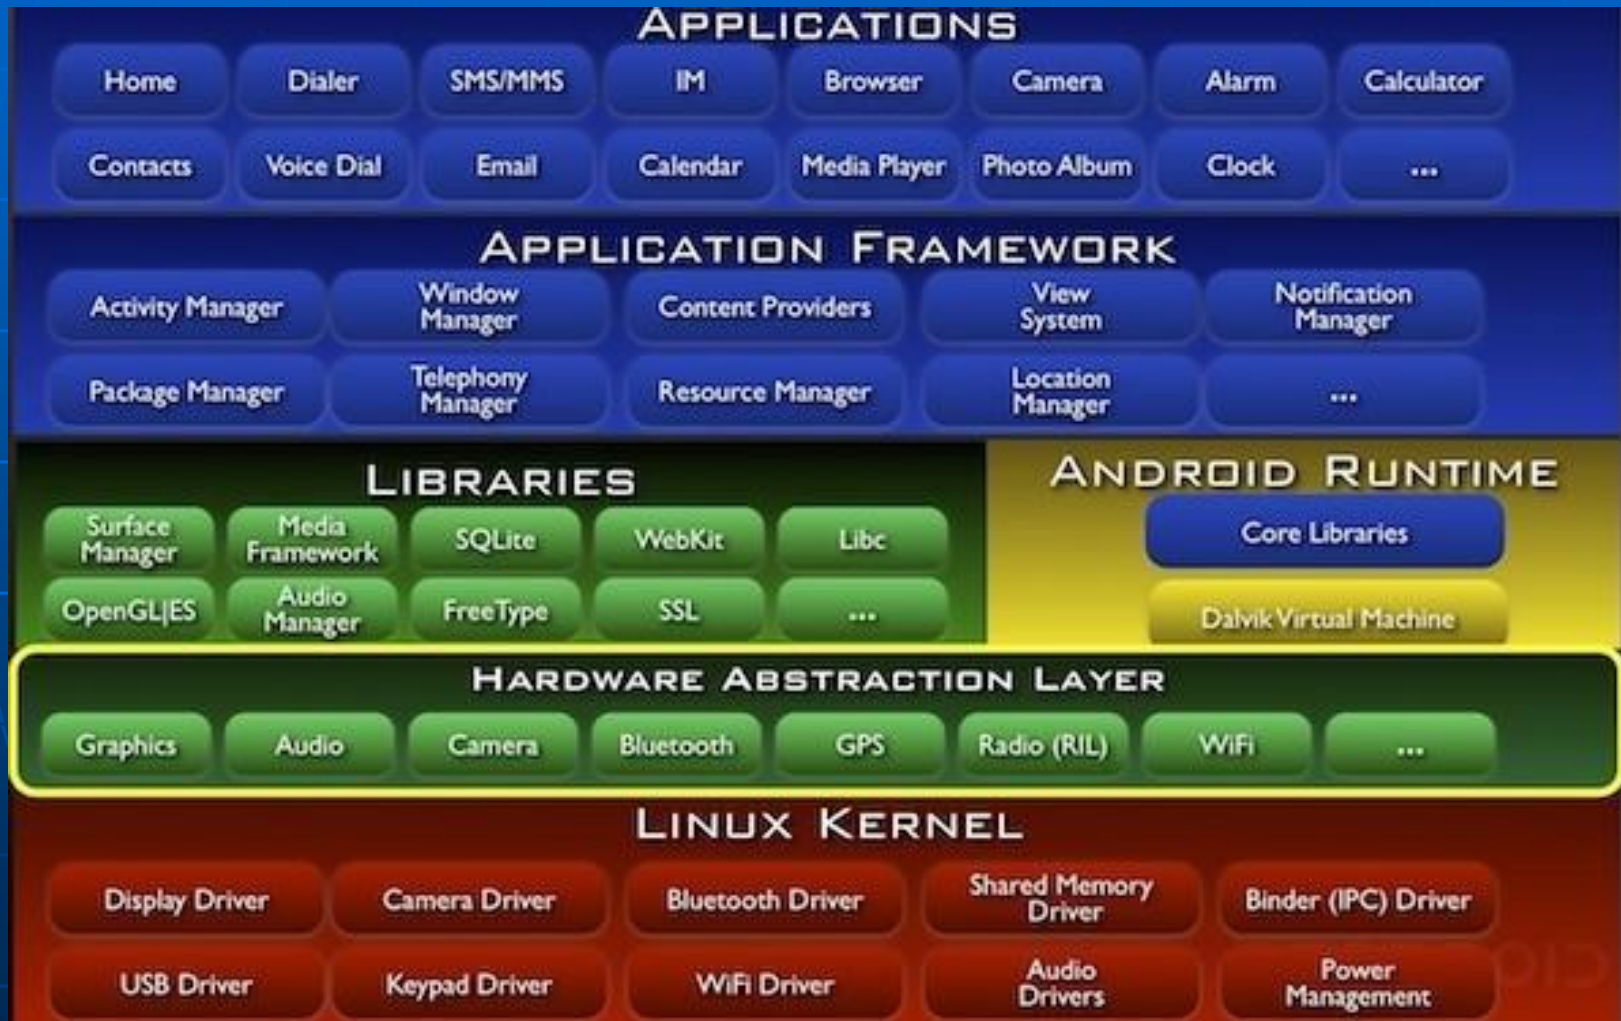 APPLICATIONS
Home Dialer SMS/MMS IM Browser Camera Alarm Calculator
Contacts Voice Dial Email Calendar Media Player Photo Album Clock ...
APPLICATION FRAMEWORK
Activity Manager Window Manager Content Providers View System Notification Manager
Package Manager Telephony Manager Resource Manager Location Manager ...
LIBRARIES
Surface Manager Media Framework SQLite WebKit Libc
OpenGL|ES Audio Manager FreeType SSL ...
ANDROID RUNTIME
Core Libraries
Dalvik Virtual Machine
HARDWARE ABSTRACTION LAYER
Graphics Audio Camera Bluetooth GPS Radio (RIL) WiFi ...
LINUX KERNEL
Display Driver Camera Driver Bluetooth Driver Shared Memory Driver Binder (IPC) Driver
USB Driver Keypad Driver WiFi Driver Audio Drivers Power Management